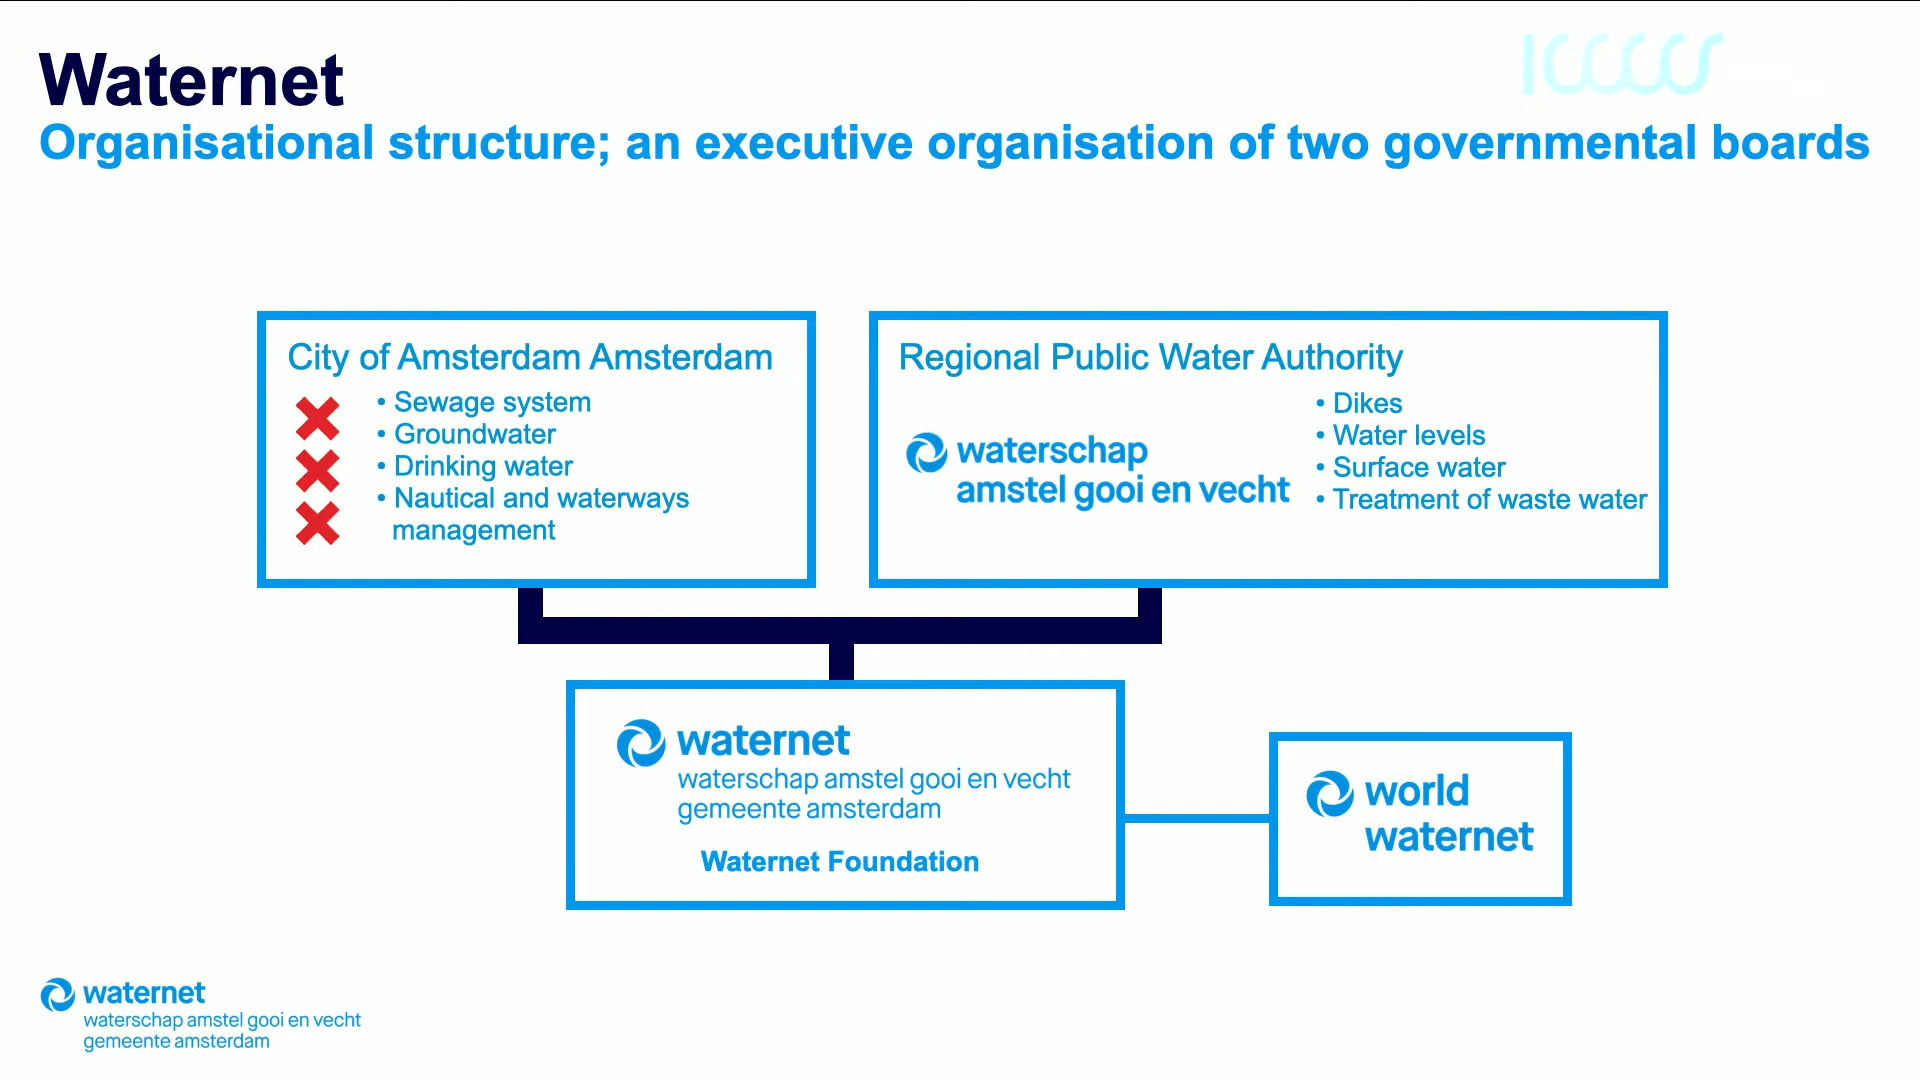 Waternet
Organisational structure; an executive organisation of two governmental boards
City of Amsterdam Amsterdam
• Sewage system
• Groundwater
• Drinking water
• Nautical and waterways
management
Regional Public Water Authority
waterschap
amstel gooi en vecht
• Dikes
• Water levels
• Surface water
• Treatment of waste water
waternet
waterschap amstel gooi en vecht
gemeente amsterdam
Waternet Foundation
world
waternet
waternet
waterschap amstel gooi en vecht
gemeente amsterdam